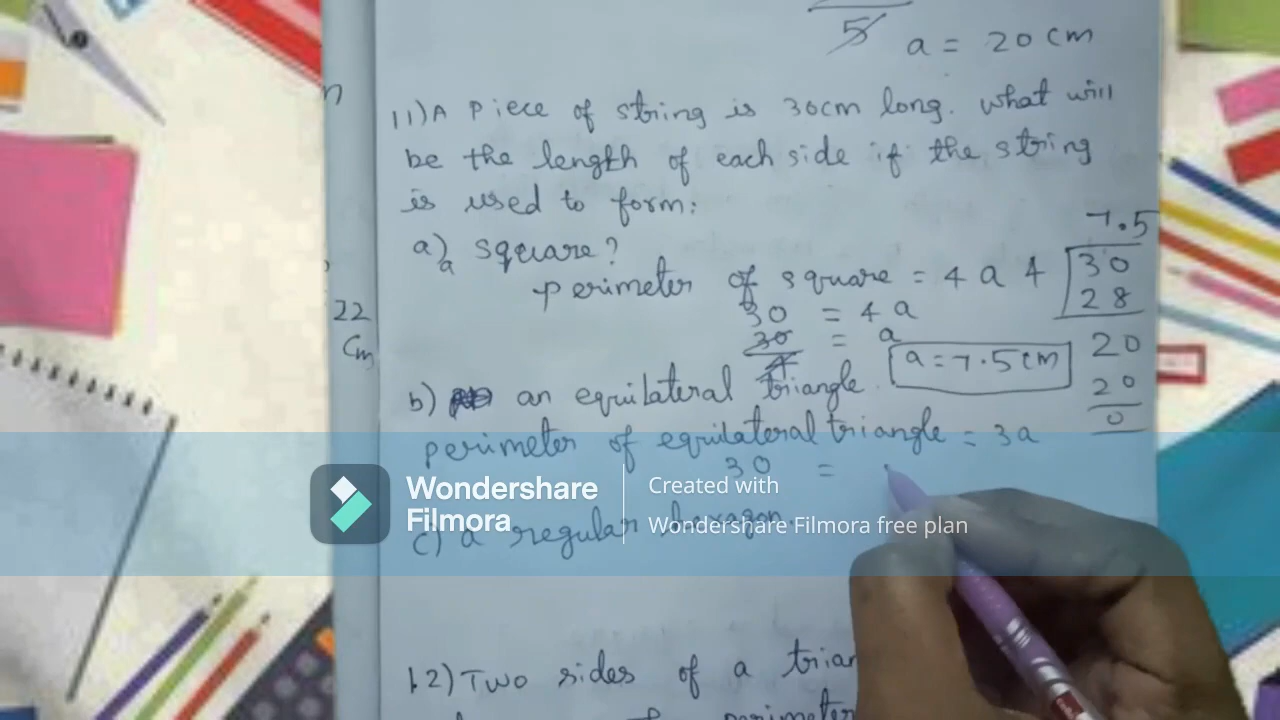 5 a = 20 cm
n
11) A piece of string is 30cm long. what will
be the length of each side if the string
is used to form:
a) a square?
perimeter of square = 4 a
30 = 4 a
30/4 = a
a = 7.5 cm
7.5
4 30
28
20
20
0
22
cm
b) an equilateral triangle.
perimeter of equilateral triangle = 3a
30 =
c) a regular hexagon.
Wondershare
Filmora
Created with
Wondershare Filmora free plan
12) Two sides of a
perimeter